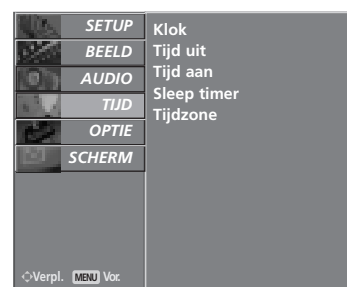 SETUP
BEELD
AUDIO
TIJD
OPTIE
SCHERM
Klok
Tijd uit
Tijd aan
Sleep timer
Tijdzone
Verpl. MENU Vor.